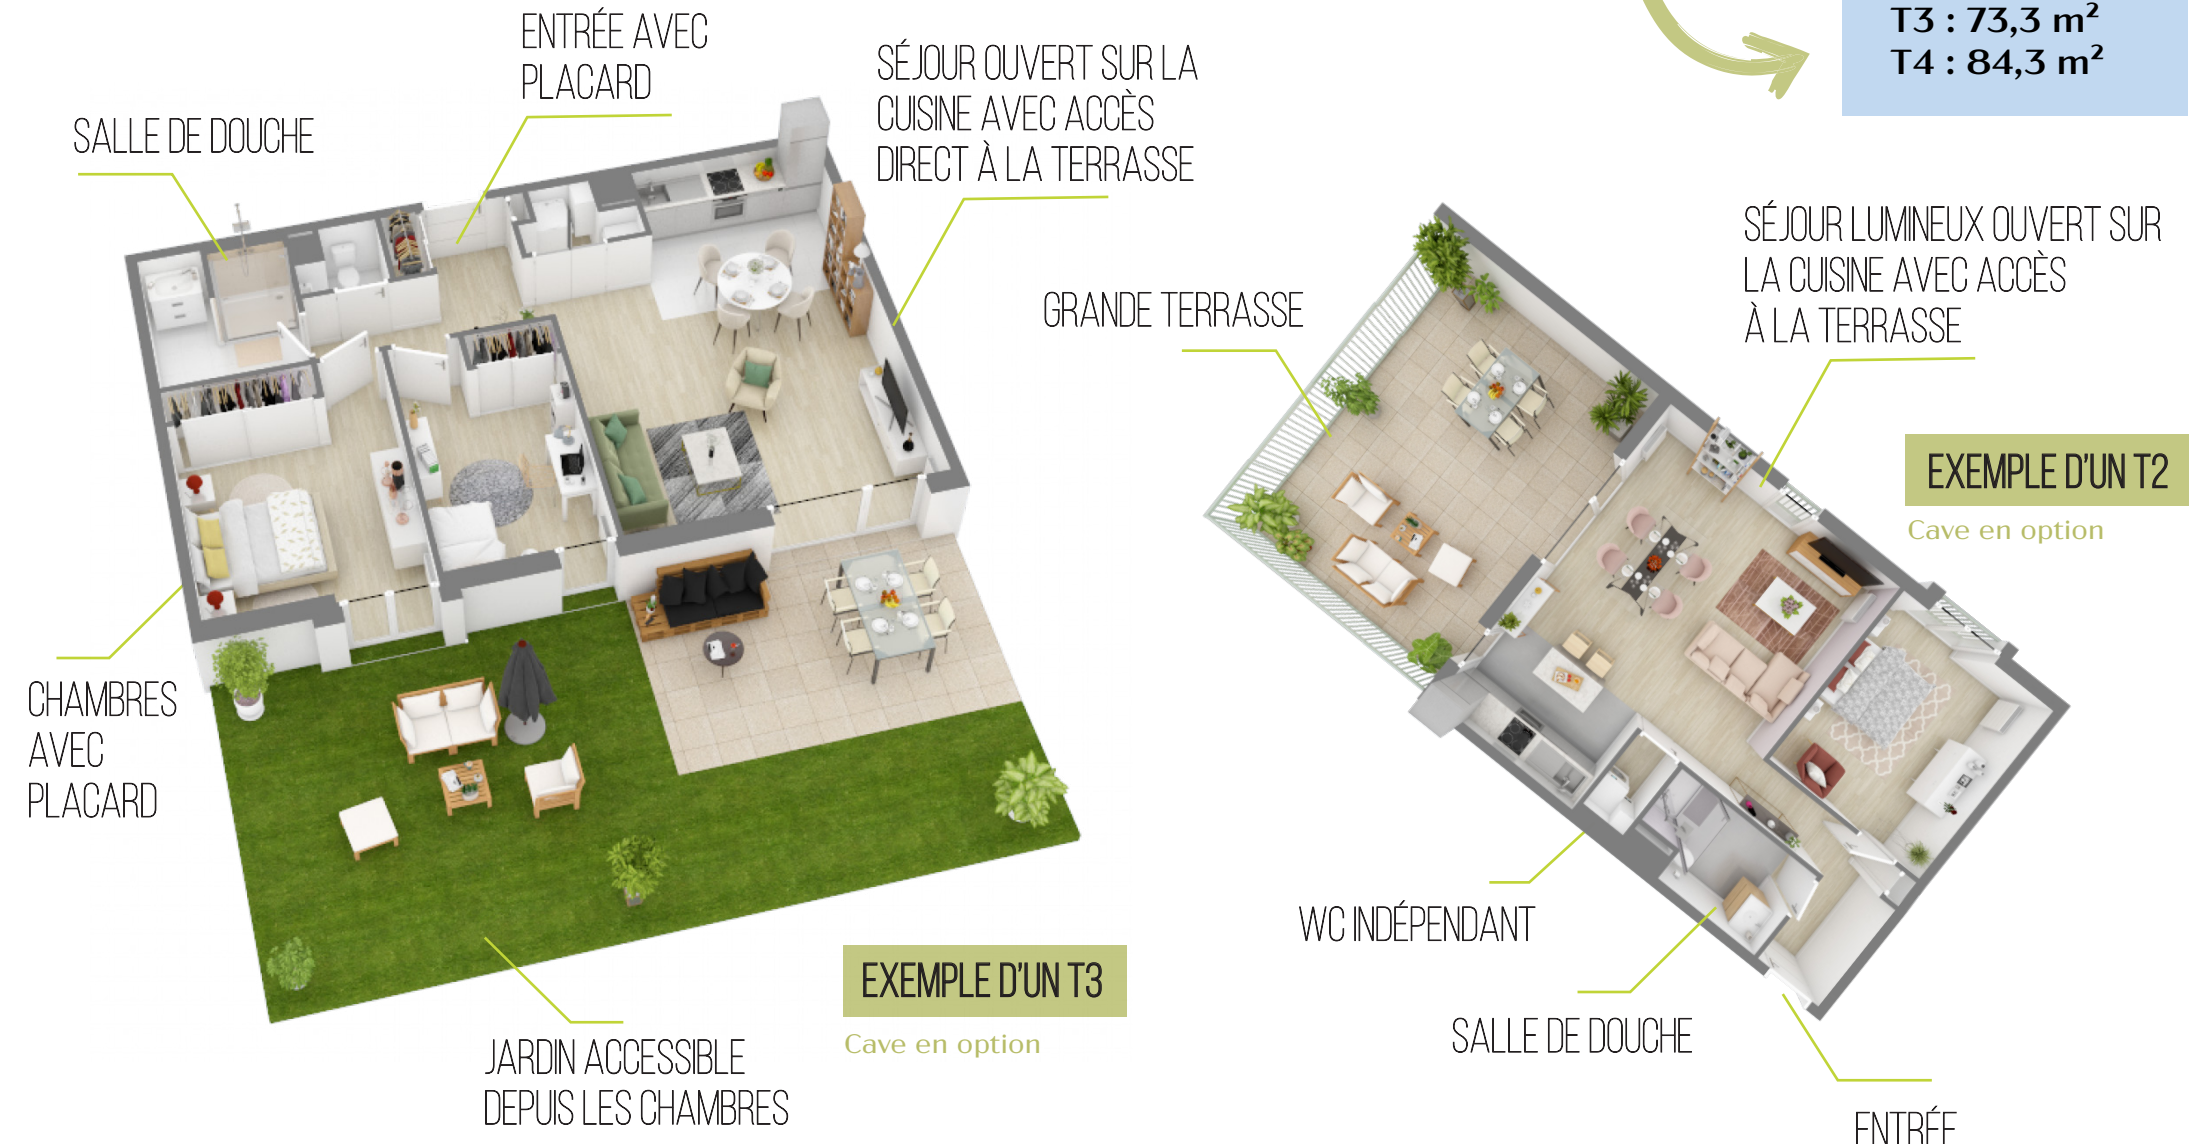 T3 : 73,3 m²
T4 : 84,3 m²
ENTRÉE AVEC
PLACARD
SÉJOUR OUVERT SUR LA
CUISINE AVEC ACCÈS
DIRECT À LA TERRASSE
SALLE DE DOUCHE
SÉJOUR LUMINEUX OUVERT SUR
LA CUISINE AVEC ACCÈS
À LA TERRASSE
GRANDE TERRASSE
EXEMPLE D'UN T2
Cave en option
CHAMBRES
AVEC
PLACARD
WC INDÉPENDANT
EXEMPLE D'UN T3
Cave en option
SALLE DE DOUCHE
JARDIN ACCESSIBLE
DEPUIS LES CHAMBRES
ENTRÉE